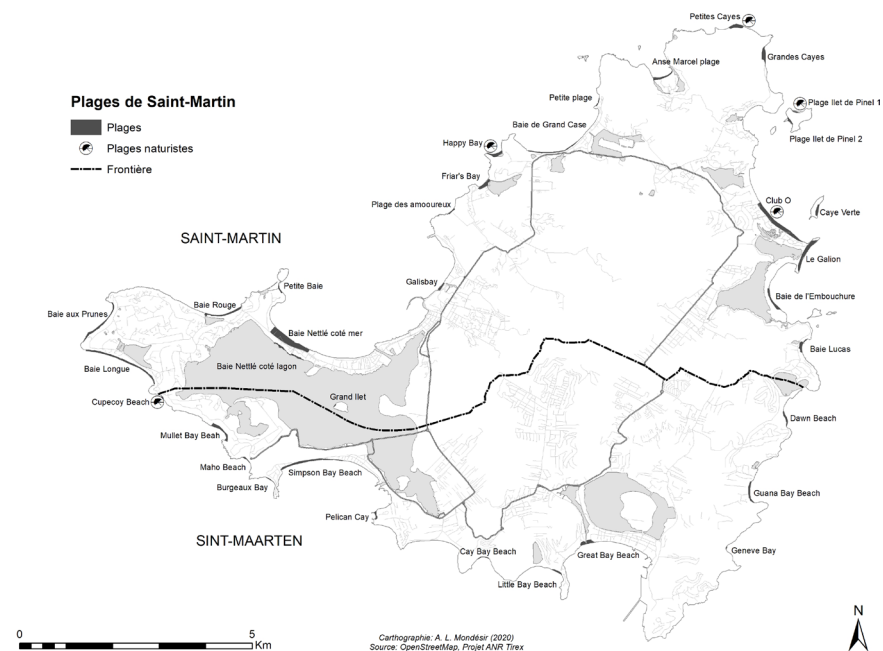 Petites Cayes
Grandes Cayes
Anse Marcel plage
Plages de Saint-Martin
Plages
Plages naturistes
Frontière
Petite plage
Plage Ilet de Pinel 1
Baie de Grand Case
Plage Ilet de Pinel 2
Happy Bay
Friar's Bay
Plage des amooureux
Club O
Caye Verte
SAINT-MARTIN
Le Galion
Galisbay
Petite Baie
Baie de l'Embouchure
Baie Rouge
Baie aux Prunes
Baie Nettlé coté mer
Baie Lucas
Baie Longue
Baie Nettlé coté lagon
Grand Ilet
Cupecoy Beach
Dawn Beach
Mullet Bay Beah
Maho Beach
Simpson Bay Beach
Burgeaux Bay
Guana Bay Beach
Pelican Cay
SINT-MAARTEN
Cay Bay Beach
Great Bay Beach
Geneve Bay
Little Bay Beach
N
0 5
Km
Carthographie: A. L. Mondésir (2020)
Source: OpenStreetMap, Projet ANR Tirex